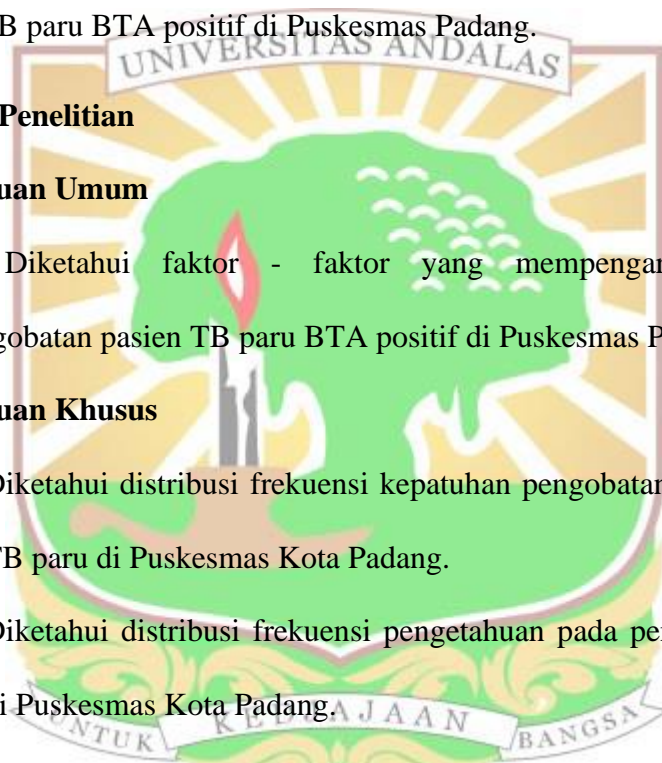 B paru BTA positif di Puskesmas Padang.
UNIVERSITAS ANDALAS
Penelitian
uan Umum
Diketahui faktor - faktor yang mempengar
gobatan pasien TB paru BTA positif di Puskesmas P
uan Khusus
Diketahui distribusi frekuensi kepatuhan pengobatan
TB paru di Puskesmas Kota Padang.
Diketahui distribusi frekuensi pengetahuan pada pe
i Puskesmas Kota Padang.
UNTUK KEDJAJAAN BANGSA